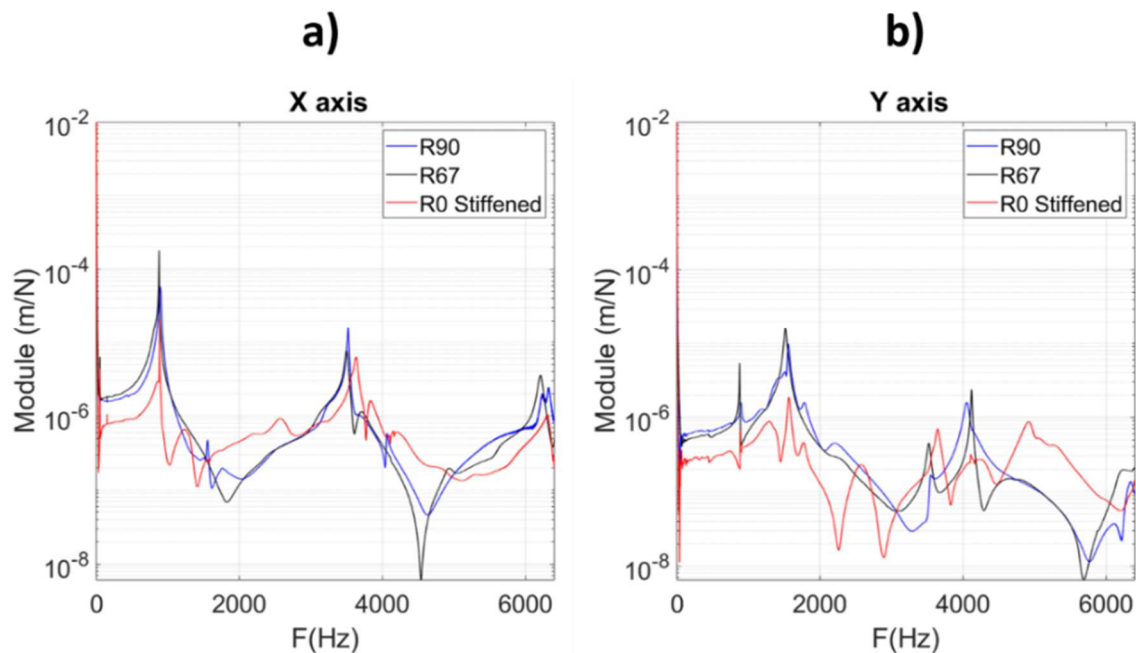 a)
X axis
10^-2
10^-4
10^-6
10^-8
Module (m/N)
R90
R67
R0 Stiffened
0 2000 4000 6000
F(Hz)
b)
Y axis
10^-2
10^-4
10^-6
10^-8
Module (m/N)
R90
R67
R0 Stiffened
0 2000 4000 6000
F(Hz)